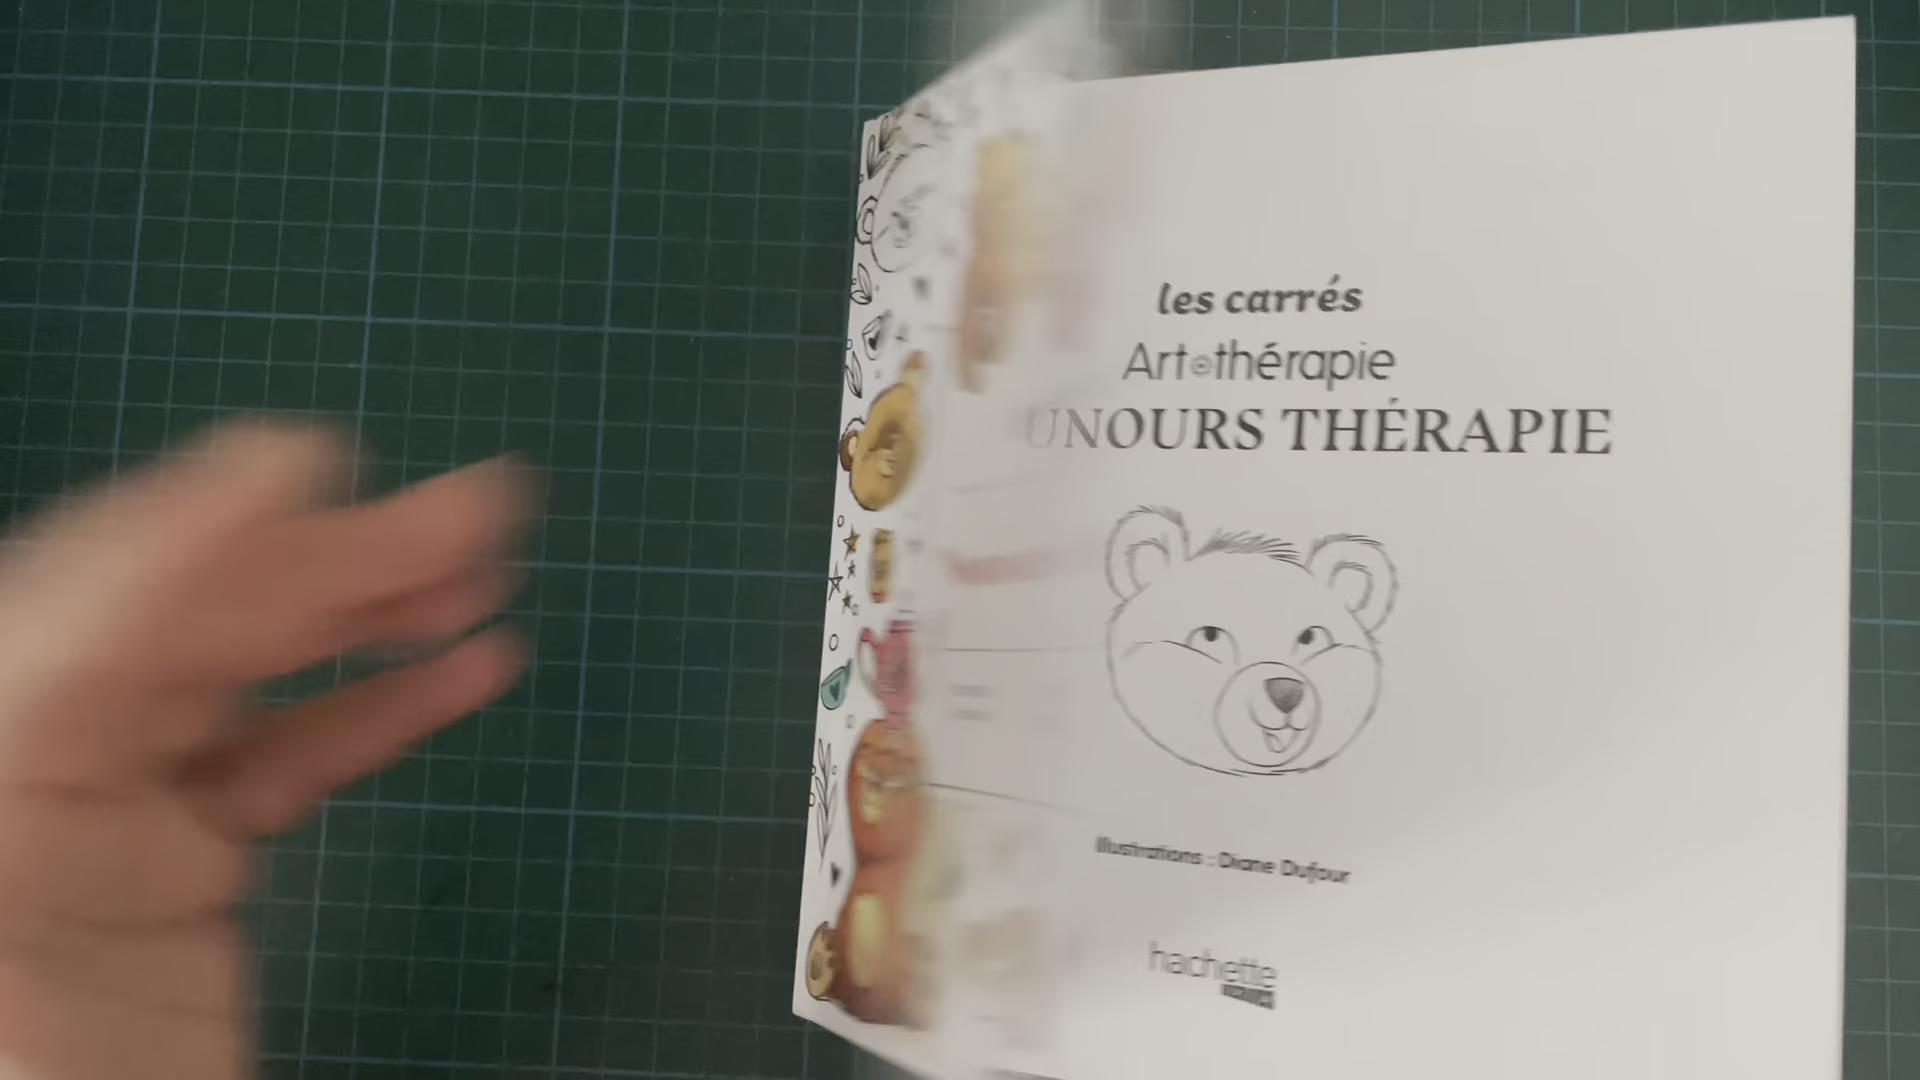 les carrés
Art thérapie
UNOURS THÉRAPIE
Illustrations : Diane Dufour
hachette